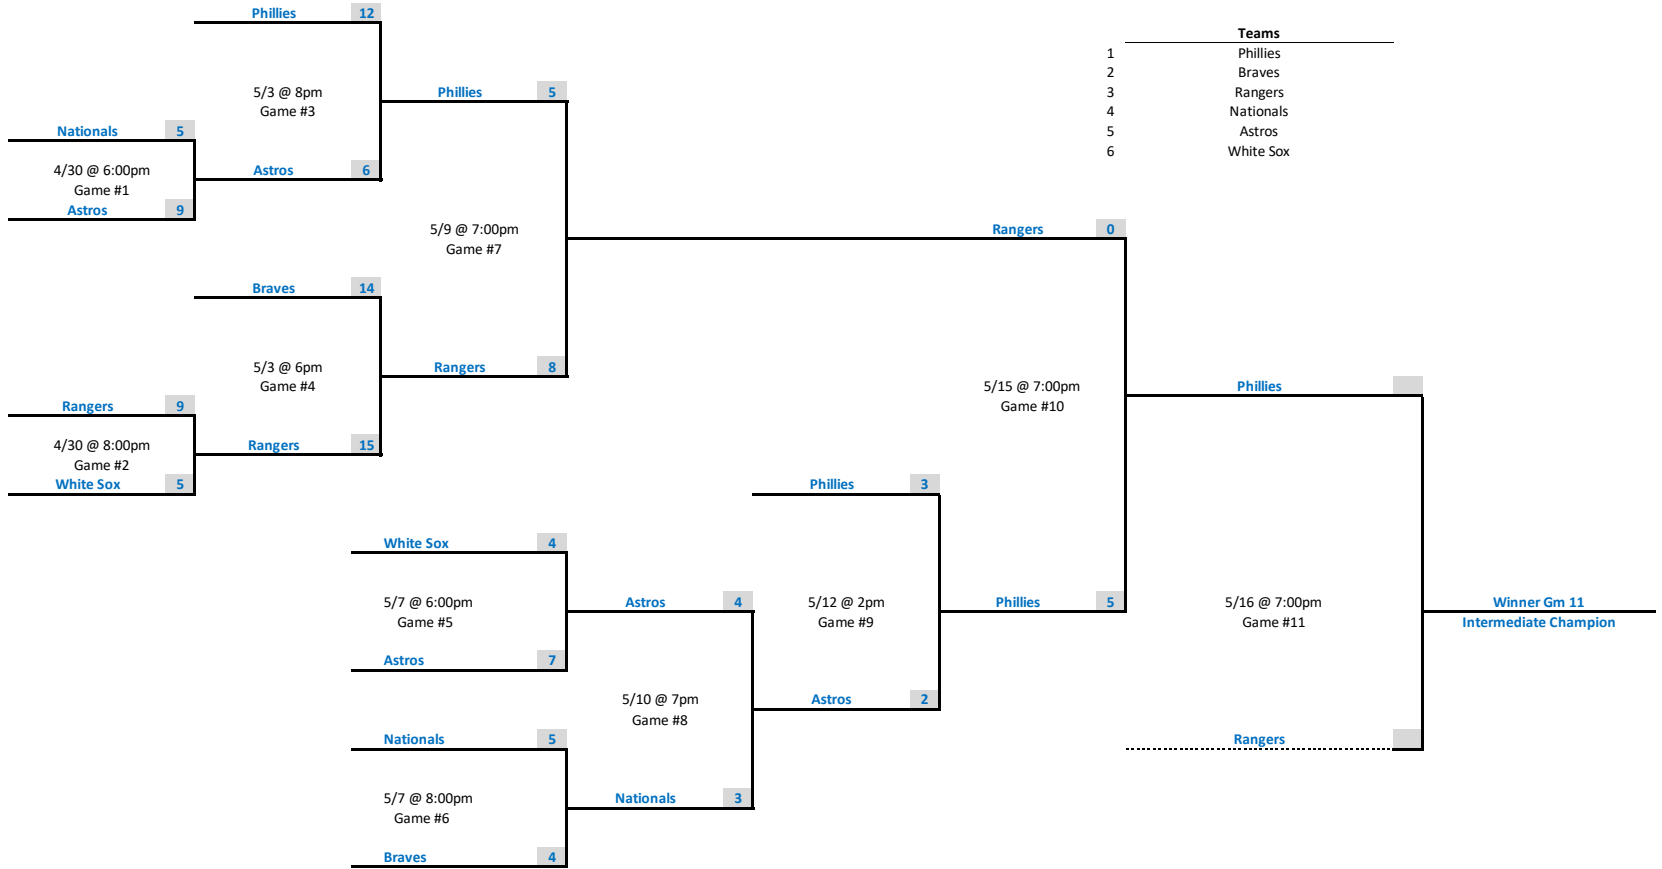 Phillies 12
Teams
1 Phillies
2 Braves
3 Rangers
4 Nationals
5 Astros
6 White Sox
5/3 @ 8pm
Game #3
Phillies 5
Nationals 5
4/30 @ 6:00pm
Game #1
Astros 9
Astros 6
5/9 @ 7:00pm
Game #7
Rangers 0
Braves 14
5/3 @ 6pm
Game #4
Rangers 8
Rangers 9
4/30 @ 8:00pm
Game #2
White Sox 5
Rangers 15
5/15 @ 7:00pm
Game #10
Phillies
Phillies 3
White Sox 4
5/7 @ 6:00pm
Game #5
Astros 7
Astros 4
5/12 @ 2pm
Game #9
Phillies 5
5/16 @ 7:00pm
Game #11
Winner Gm 11
Intermediate Champion
5/10 @ 7pm
Game #8
Astros 2
Nationals 5
5/7 @ 8:00pm
Game #6
Braves 4
Nationals 3
Rangers